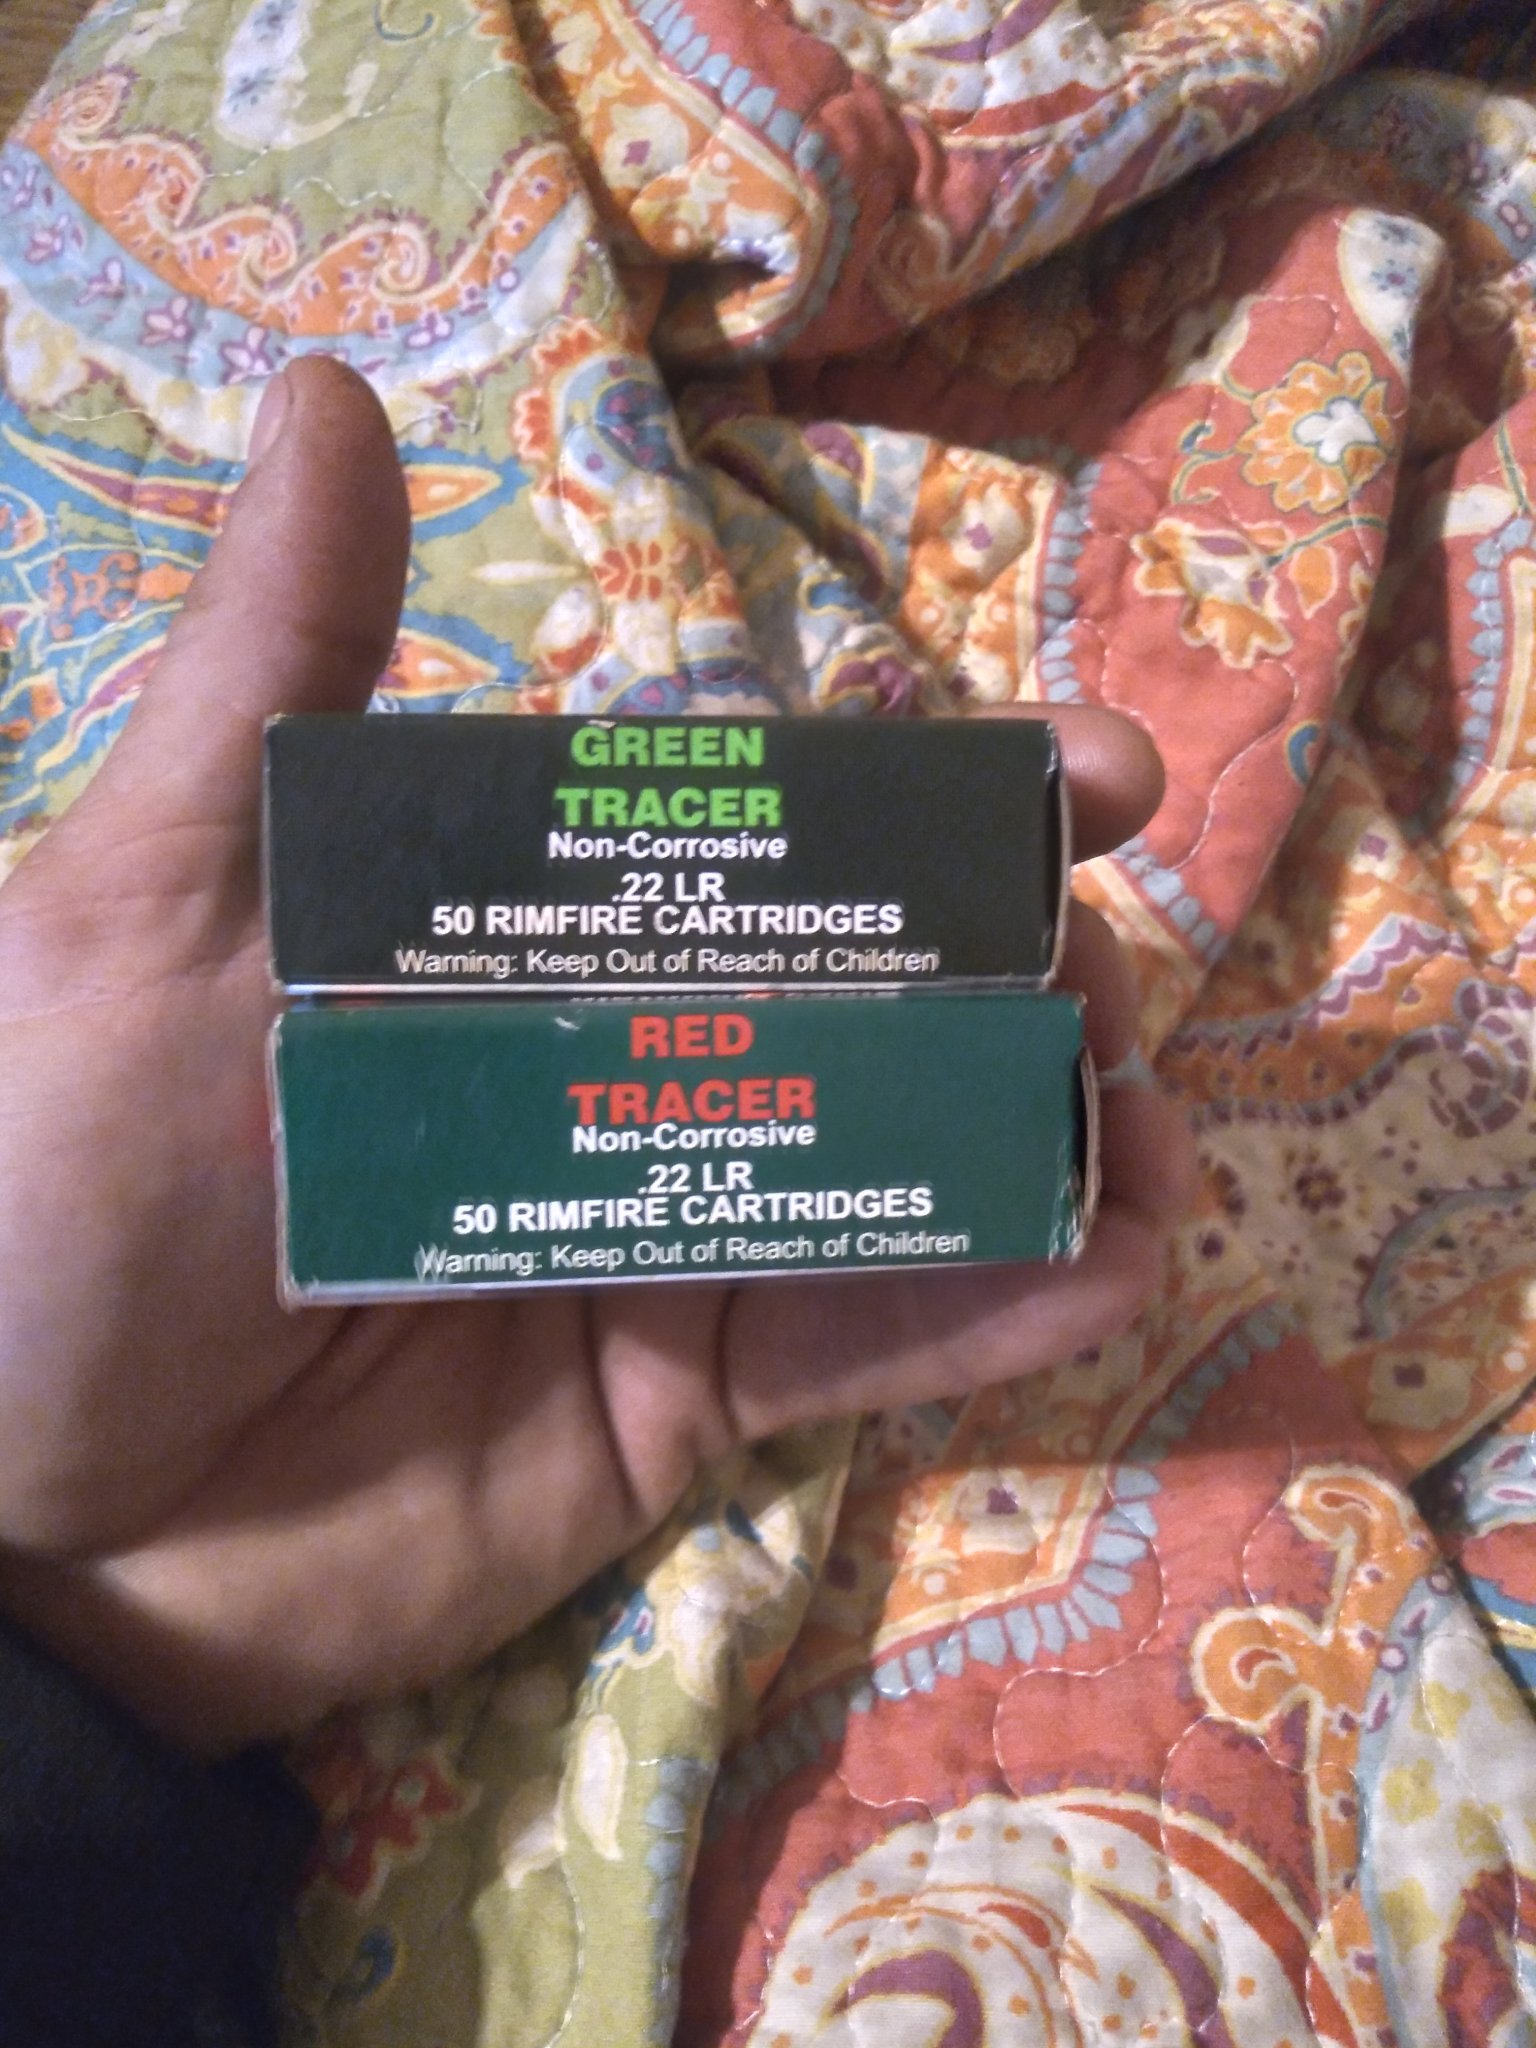 GREEN
TRACER
Non-Corrosive
.22 LR
50 RIMFIRE CARTRIDGES
Warning: Keep Out of Reach of Children
RED
TRACER
Non-Corrosive
.22 LR
50 RIMFIRE CARTRIDGES
Warning: Keep Out of Reach of Children